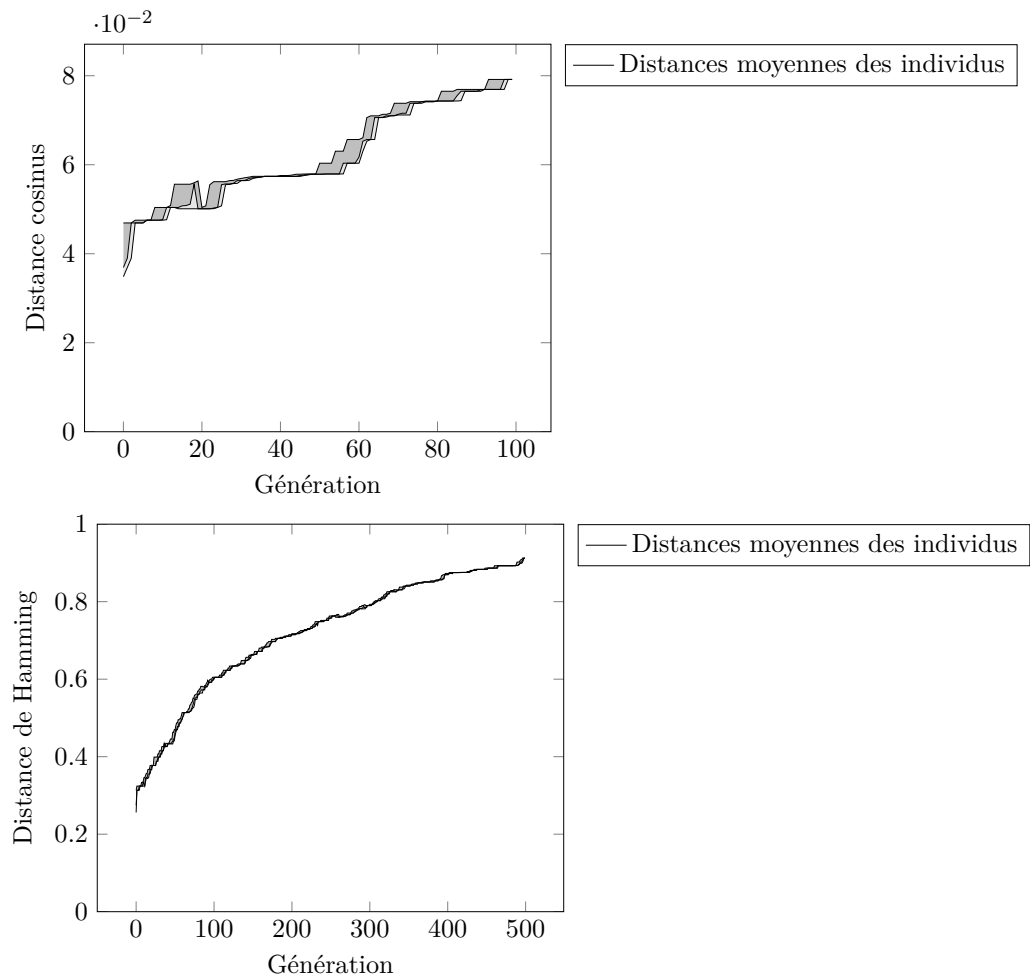 ·10−2
Distances moyennes des individus
8
6
4
2
0
Distance cosinus
0 20 40 60 80 100
Génération
1
Distances moyennes des individus
0.8
0.6
0.4
0.2
0
Distance de Hamming
0 100 200 300 400 500
Génération